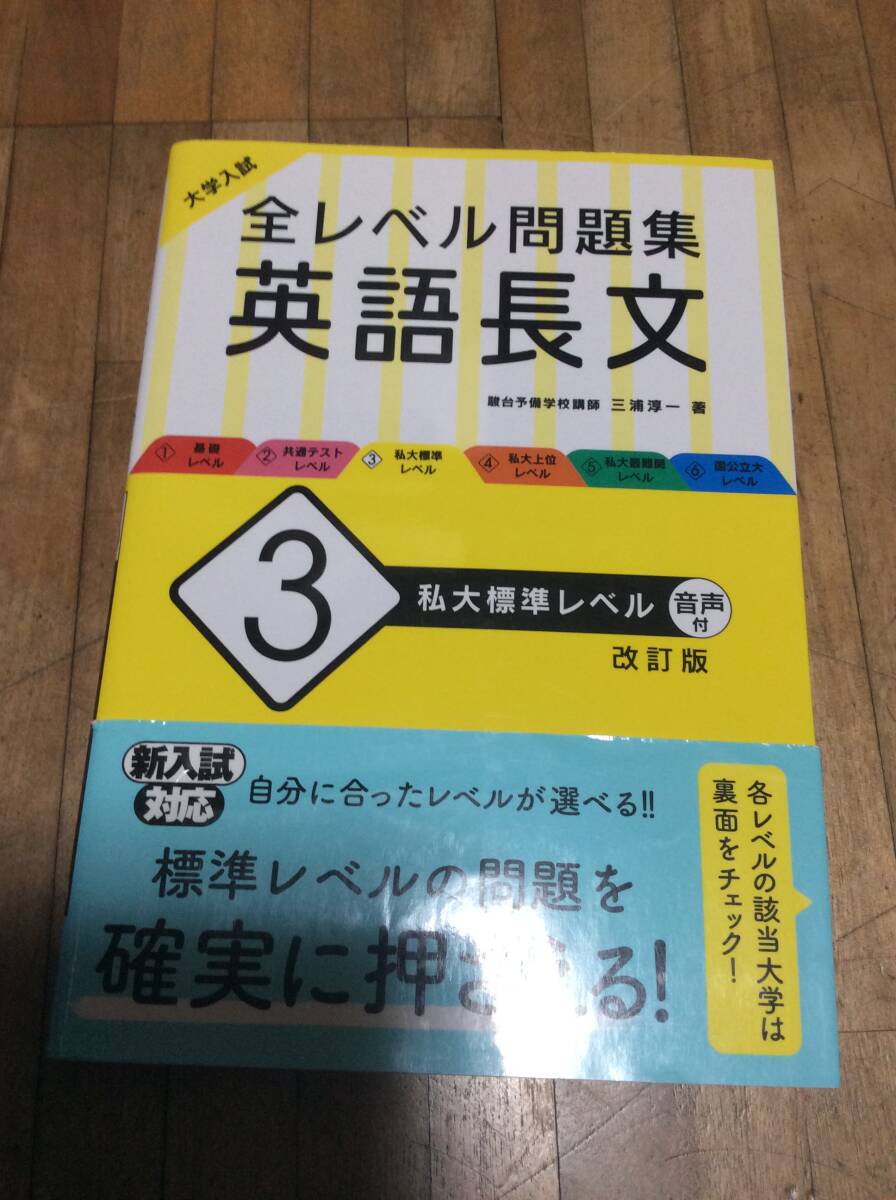 大学入試
全レベル問題集
英語長文
駿台予備学校講師 三浦淳一 著
① 基礎
レベル
② 共通テスト
レベル
③ 私大標準
レベル
④ 私大上位
レベル
⑤ 私大最難関
レベル
⑥ 国公立大
レベル
3
私大標準レベル
音声
付
改訂版
新入試
対応
自分に合ったレベルが選べる!!
標準レベルの問題を
確実に押さえる!
各レベルの該当大学は
裏面をチェック!